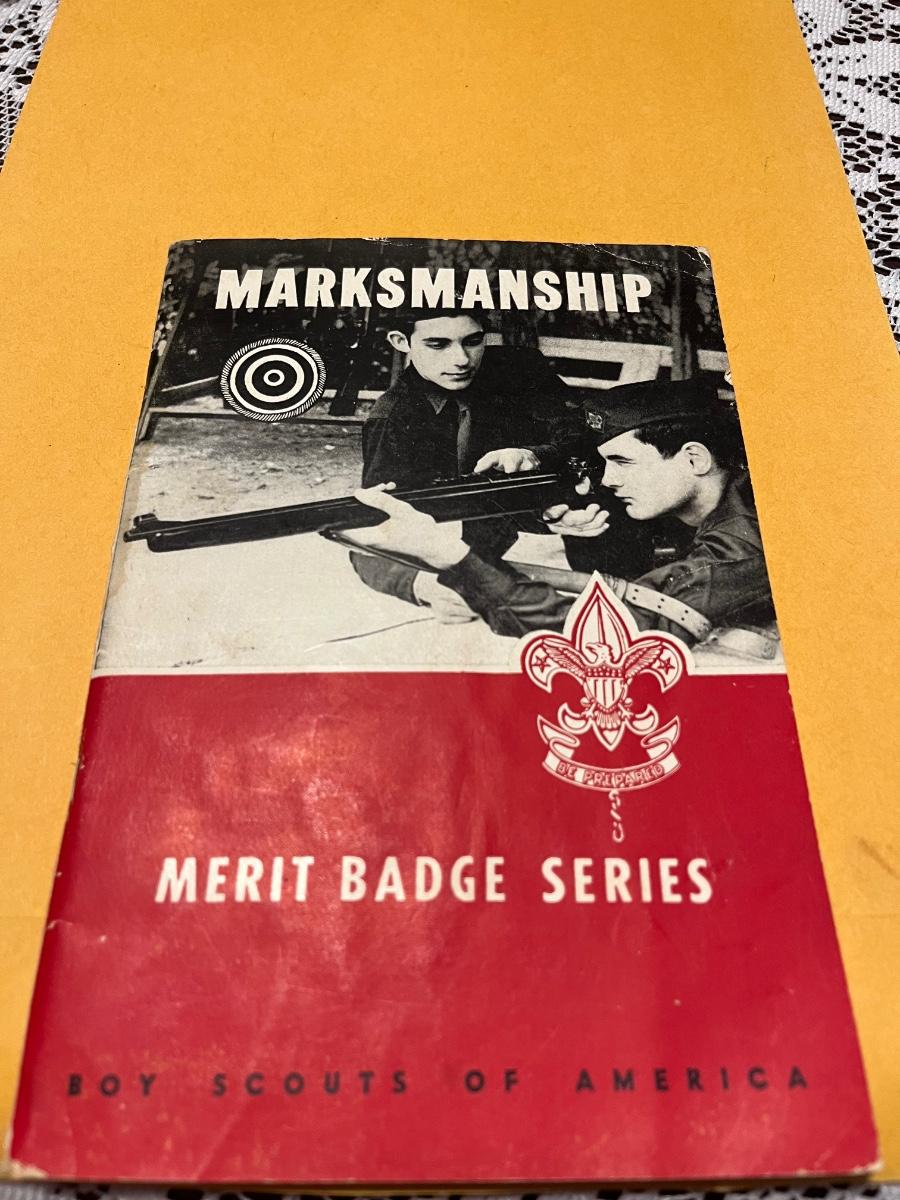 MARKSMANSHIP
BE PREPARED
MERIT BADGE SERIES
BOY SCOUTS OF AMERICA